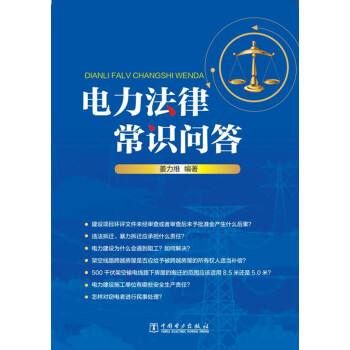 DIANLI FALV CHANGSHI WENDA
电力法律
常识问答
姜力维 编著
● 建设项目环评文件未经审查或者审查后未予批准会产生什么后果?
● 违法拆迁、暴力拆迁应承担什么责任?
● 电力建设为什么会遇到阻工? 如何解决?
● 架空线路跨越房屋是否应给予被跨越房屋的所有权人适当补偿?
● 500 千伏架空输电线路下房屋的搬迁的范围应该适用 8.5 米还是 5.0 米?
● 电力建设施工单位有哪些安全生产责任?
● 怎样对窃电者进行民事处理?
中国电力出版社